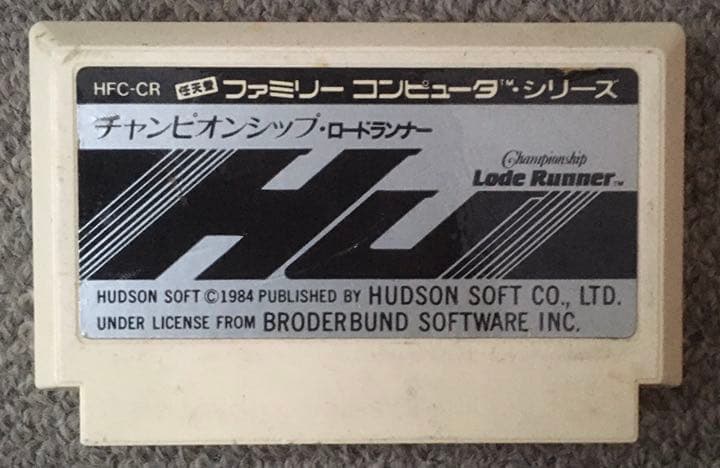 HFC-CR 任天堂 ファミリー コンピュータ™・シリーズ
チャンピオンシップ・ロードランナー
Championship
Lode Runner™
HU
HUDSON SOFT ©1984 PUBLISHED BY HUDSON SOFT CO., LTD.
UNDER LICENSE FROM BRODERBUND SOFTWARE INC.